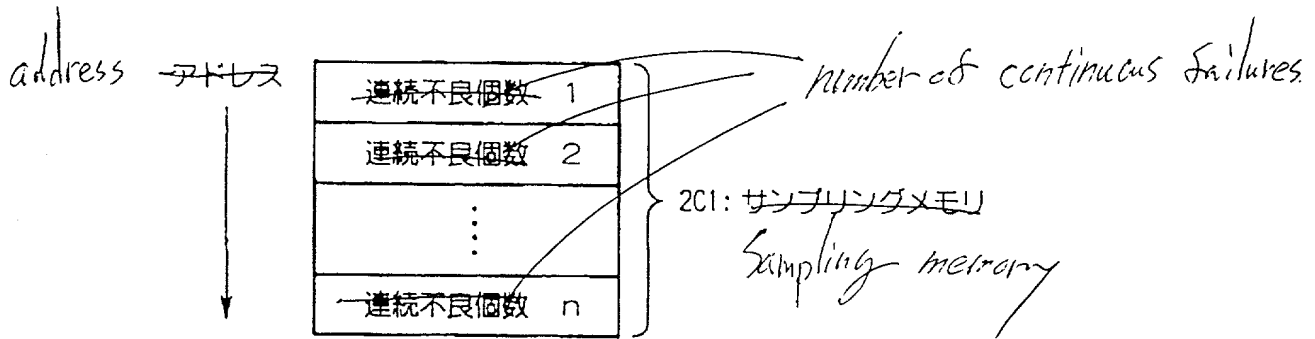 address アドレス
連続不良個数 1
number of continuous failures
連続不良個数 2
⋮
2C1: サンプリングメモリ
Sampling memory
連続不良個数 n